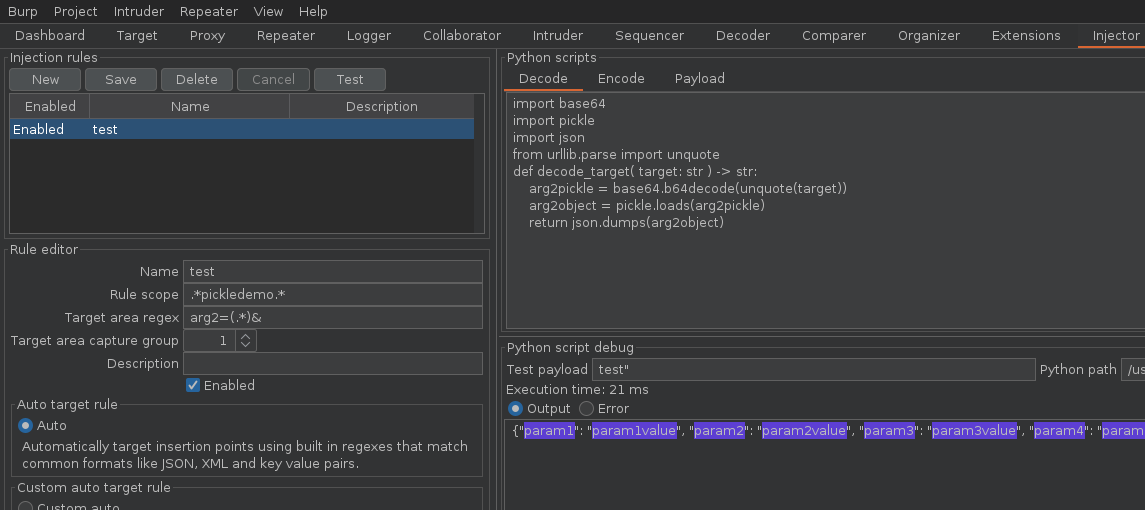 Burp Project Intruder Repeater View Help
Dashboard Target Proxy Repeater Logger Collaborator Intruder Sequencer Decoder Comparer Organizer Extensions Injector
Injection rules
New Save Delete Cancel Test
Enabled Name Description
Enabled test
Rule editor
Name test
Rule scope .*pickledemo.*
Target area regex arg2=(.*)&
Target area capture group 1
Description
Enabled
Auto target rule
Auto
Automatically target insertion points using built in regexes that match
common formats like JSON, XML and key value pairs.
Custom auto target rule
Custom auto
Python scripts
Decode Encode Payload
import base64
import pickle
import json
from urllib.parse import unquote
def decode_target( target: str ) -> str:
    arg2pickle = base64.b64decode(unquote(target))
    arg2object = pickle.loads(arg2pickle)
    return json.dumps(arg2object)
Python script debug
Test payload test" Python path /us
Execution time: 21 ms
Output Error
{"param1": "param1value", "param2": "param2value", "param3": "param3value", "param4": "param